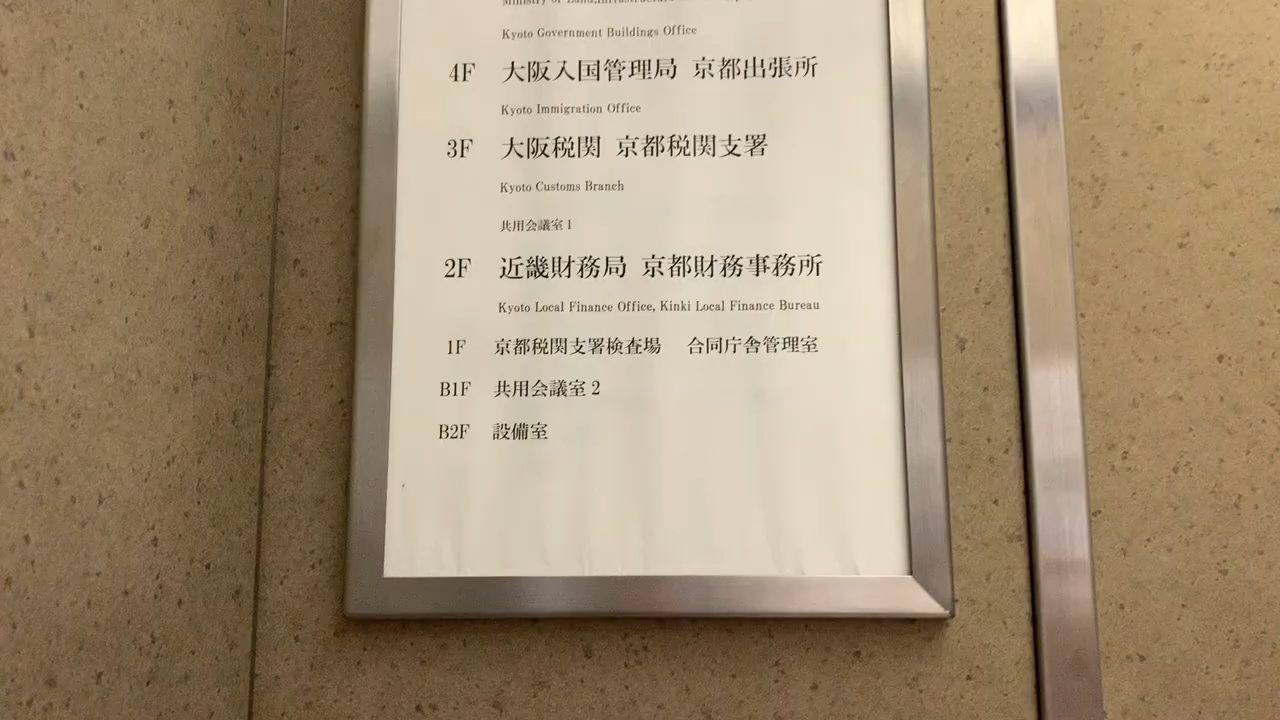 Ministry of Land,Infrastructure
Kyoto Government Buildings Office
4F 大阪入国管理局 京都出張所
Kyoto Immigration Office
3F 大阪税関 京都税関支署
Kyoto Customs Branch
共用会議室 1
2F 近畿財務局 京都財務事務所
Kyoto Local Finance Office, Kinki Local Finance Bureau
1F 京都税関支署検査場 合同庁舎管理室
B1F 共用会議室 2
B2F 設備室